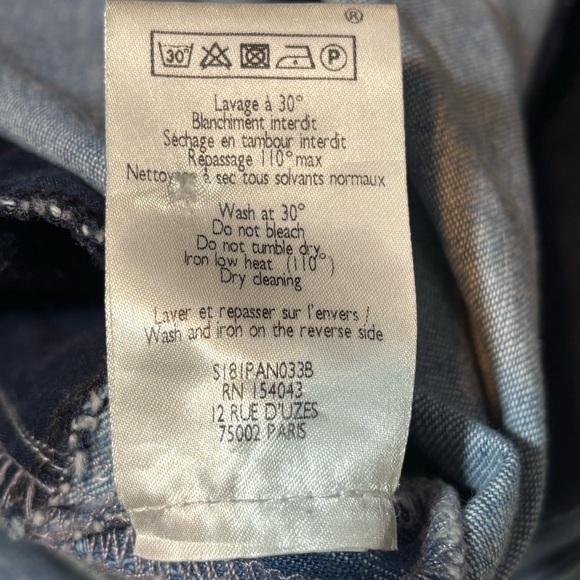 ®
30° P
Lavage à 30°
Blanchiment interdit
Séchage en tambour interdit
Repassage 110° max
Nettoy à sec tous solvants normaux
Wash at 30°
Do not bleach
Do not tumble dry
Iron low heat (110°)
Dry cleaning
Laver et repasser sur l'envers /
Wash and iron on the reverse side
S181PAN033B
RN 154043
12 RUE D'UZES
75002 PARIS